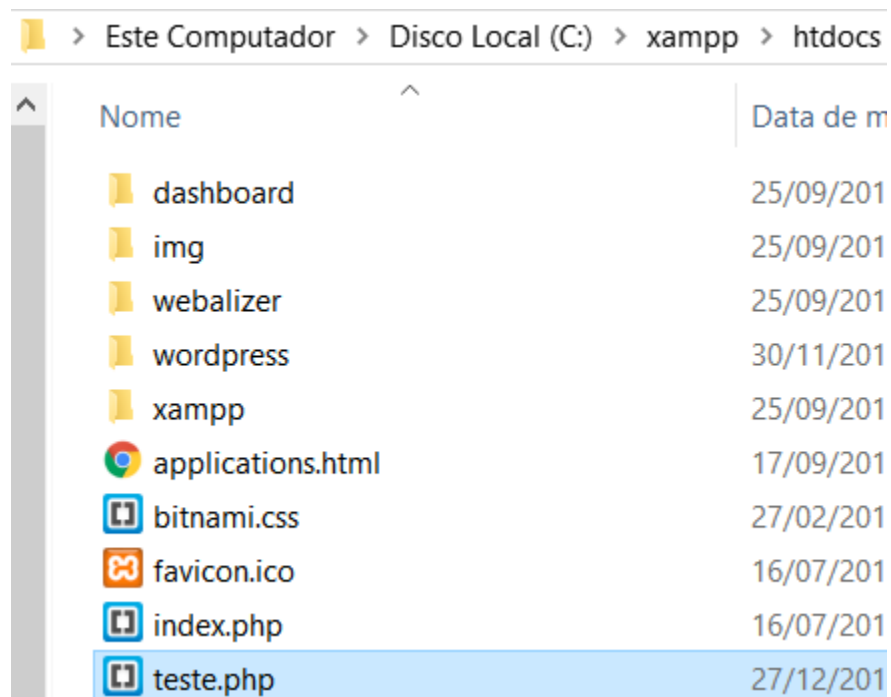 Este Computador > Disco Local (C:) > xampp > htdocs
Nome Data de m
dashboard 25/09/201
img 25/09/201
webalizer 25/09/201
wordpress 30/11/201
xampp 25/09/201
applications.html 17/09/201
bitnami.css 27/02/201
favicon.ico 16/07/201
index.php 16/07/201
teste.php 27/12/201